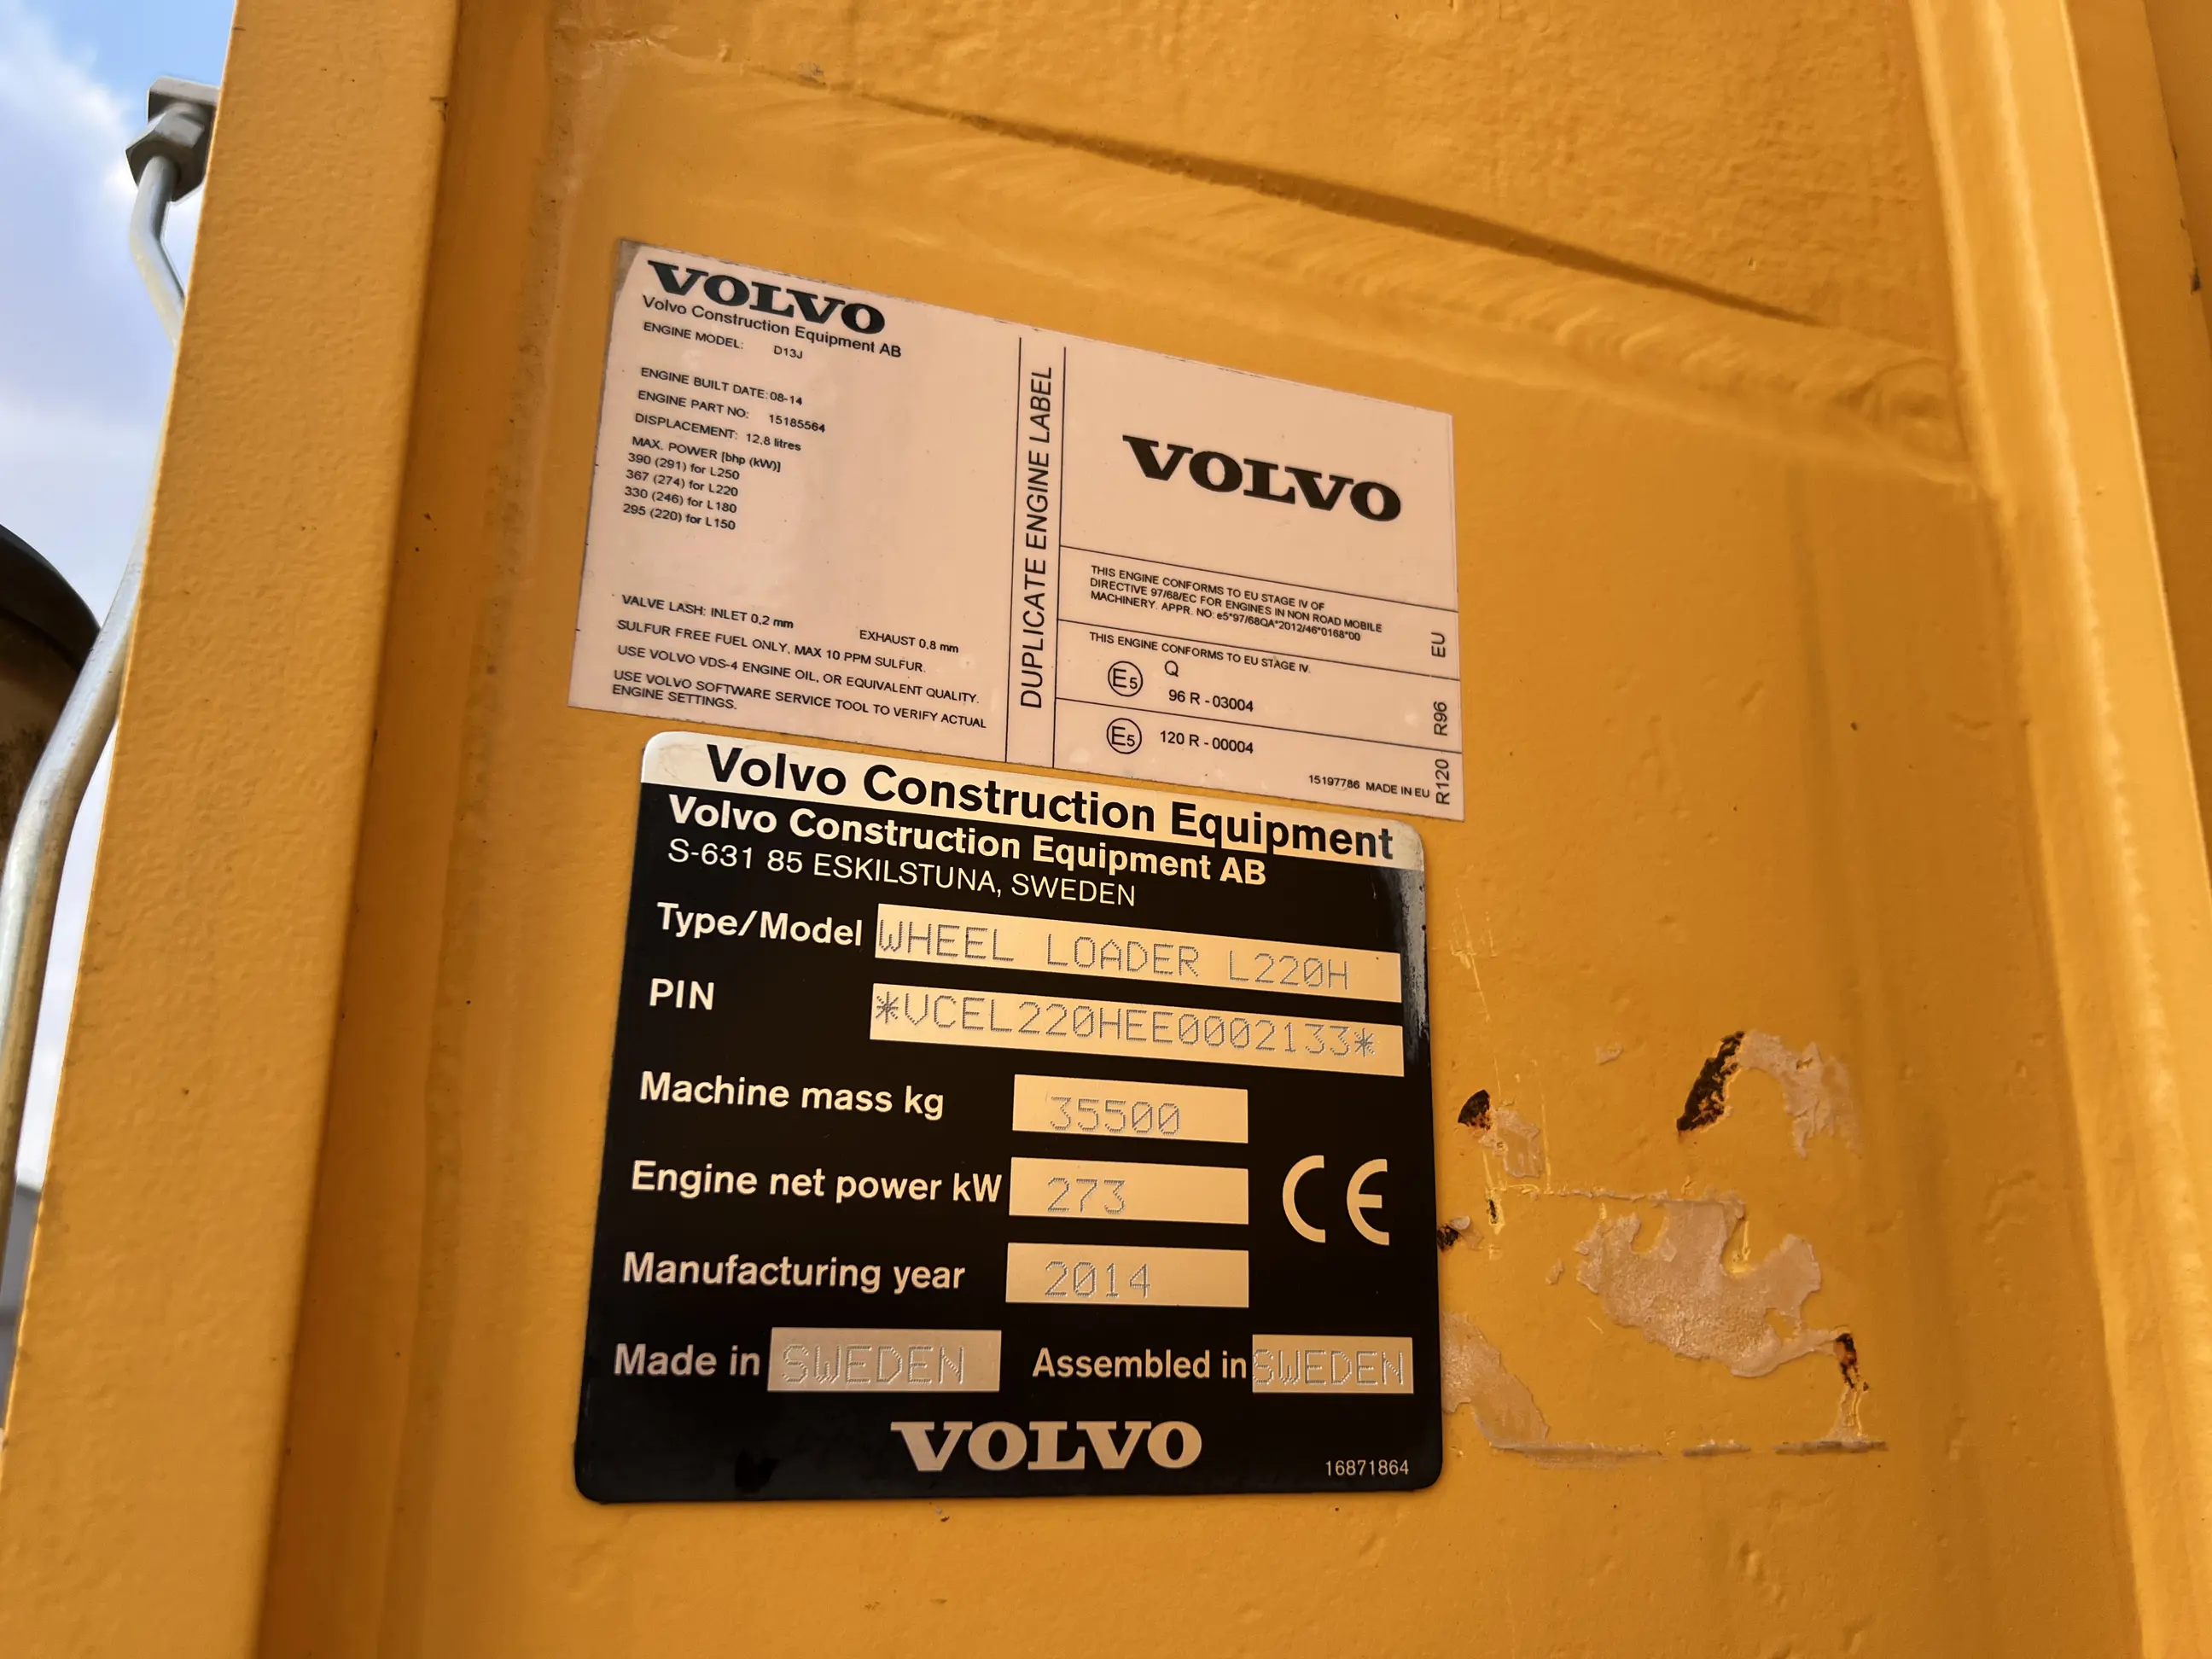 VOLVO
Volvo Construction Equipment AB
ENGINE MODEL: D13J
ENGINE BUILT DATE: 08-14
ENGINE PART NO: 15185564
DISPLACEMENT: 12,8 litres
MAX. POWER [bhp (kW)]
390 (291) for L250
367 (274) for L220
330 (246) for L180
295 (220) for L150
VALVE LASH: INLET 0,2 mm EXHAUST 0,8 mm
SULFUR FREE FUEL ONLY, MAX 10 PPM SULFUR.
USE VOLVO VDS-4 ENGINE OIL, OR EQUIVALENT QUALITY.
USE VOLVO SOFTWARE SERVICE TOOL TO VERIFY ACTUAL
ENGINE SETTINGS.
DUPLICATE ENGINE LABEL
VOLVO
THIS ENGINE CONFORMS TO EU STAGE IV OF
DIRECTIVE 97/68/EC FOR ENGINES IN NON ROAD MOBILE
MACHINERY. APPR. NO: e5*97/68QA*2012/46*0168*00
EU
THIS ENGINE CONFORMS TO EU STAGE IV.
E5 Q
96 R - 03004
R96
E5 120 R - 00004
R120
15197786 MADE IN EU
Volvo Construction Equipment
Volvo Construction Equipment AB
S-631 85 ESKILSTUNA, SWEDEN
Type/Model WHEEL LOADER L220H
PIN *VCEL220HEE0002133*
Machine mass kg 35500
Engine net power kW 273
CE
Manufacturing year 2014
Made in SWEDEN Assembled in SWEDEN
VOLVO
16871864